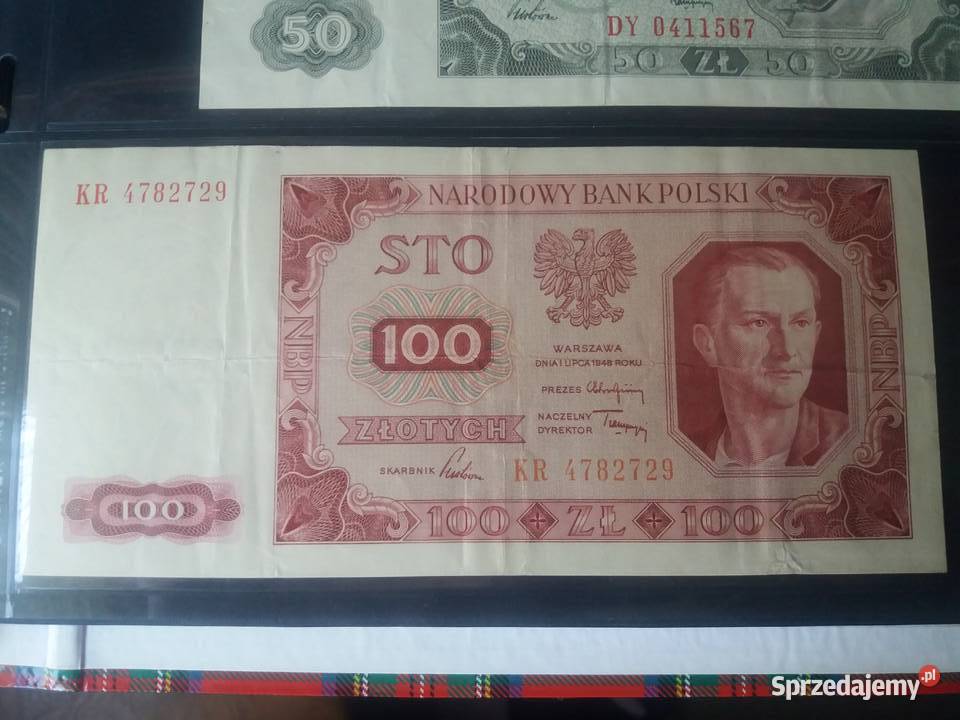 50
DY 0411567
50 ZŁ 50
KR 4782729
NARODOWY BANK POLSKI
STO
100
ZŁOTYCH
WARSZAWA
DNIA 1 LIPCA 1948 ROKU
PREZES
NACZELNY
DYREKTOR
SKARBNIK
KR 4782729
NBP
NBP
100
100 ZŁ 100
Sprzedajemy.pl